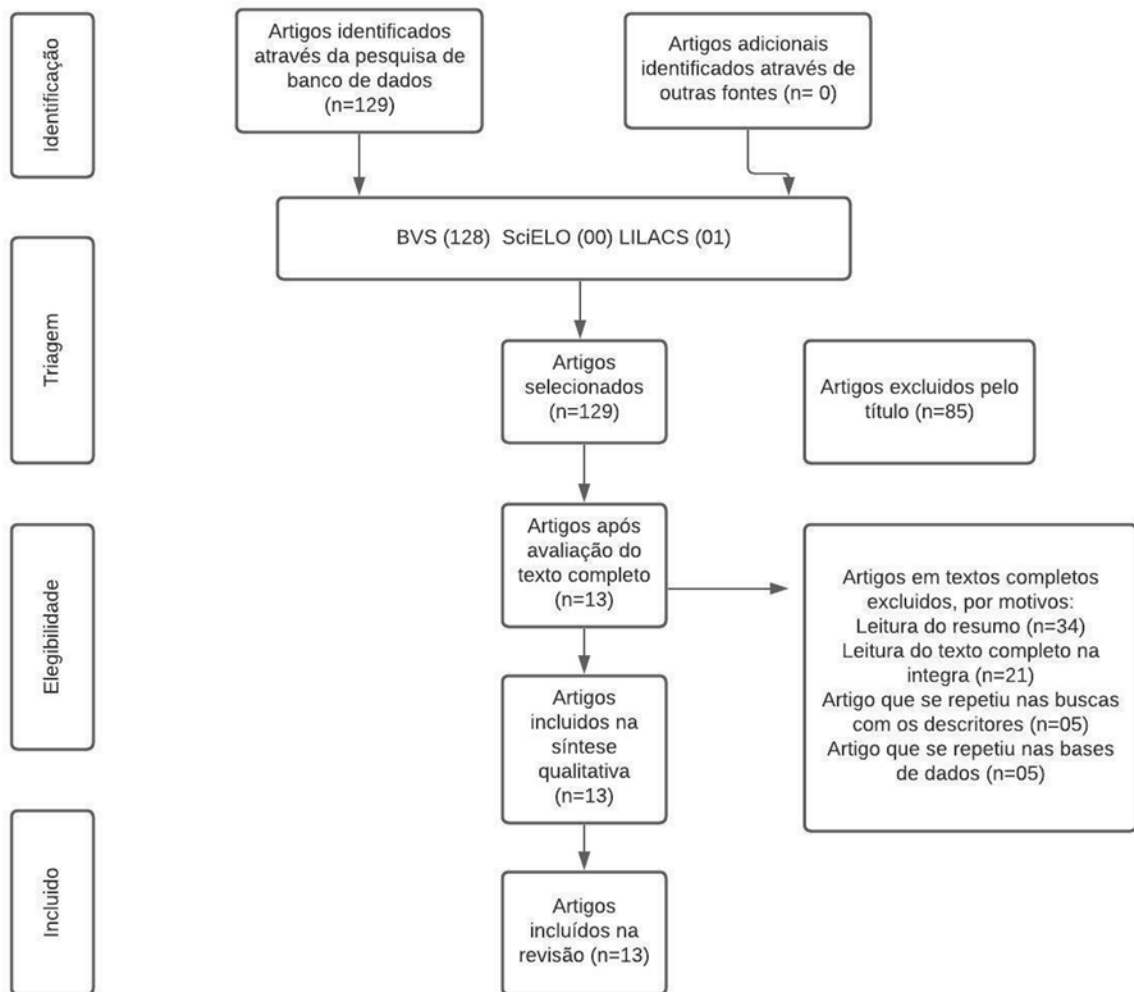 Identificação
Artigos identificados
através da pesquisa de
banco de dados
(n=129)
Artigos adicionais
identificados através de
outras fontes (n= 0)
BVS (128) SciELO (00) LILACS (01)
Triagem
Artigos
selecionados
(n=129)
Artigos excluidos pelo
título (n=85)
Elegibilidade
Artigos após
avaliação do
texto completo
(n=13)
Artigos em textos completos
excluidos, por motivos:
Leitura do resumo (n=34)
Leitura do texto completo na
integra (n=21)
Artigo que se repetiu nas buscas
com os descritores (n=05)
Artigo que se repetiu nas bases
de dados (n=05)
Artigos
incluidos na
síntese
qualitativa
(n=13)
Incluido
Artigos
incluídos na
revisão (n=13)